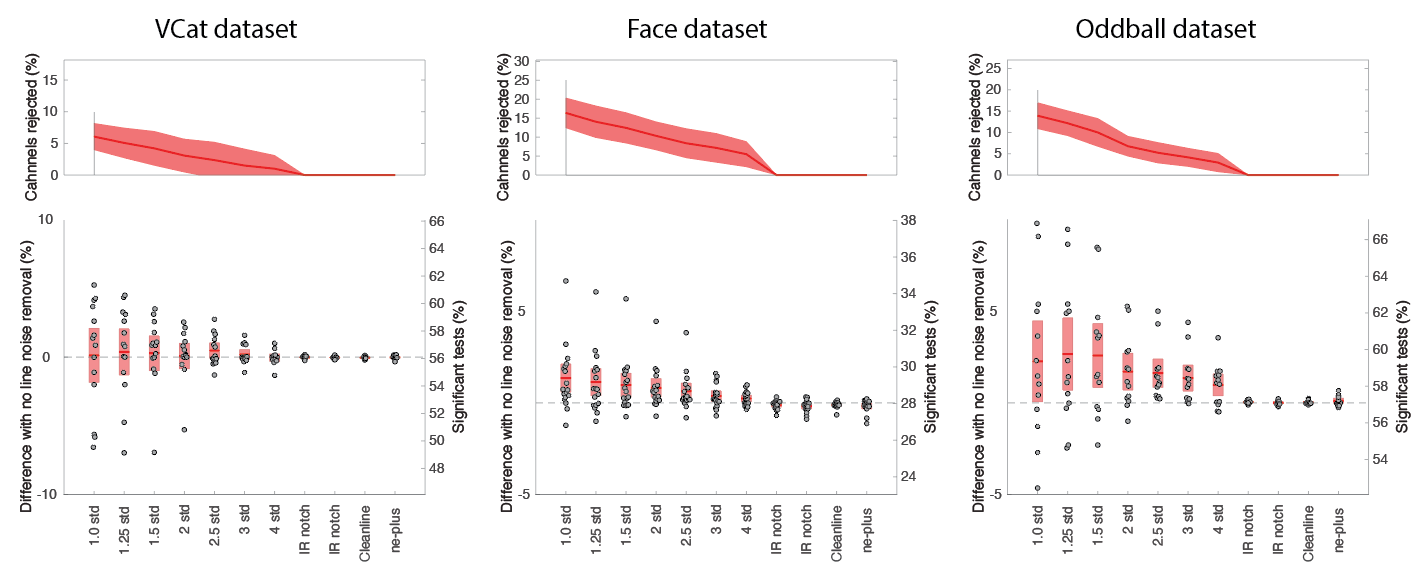 VCat dataset
Face dataset
Oddball dataset
Cahnnels rejected (%)
15
10
5
0
Cahnnels rejected (%)
30
25
20
15
10
5
0
Cahnnels rejected (%)
25
20
15
10
5
0
Difference with no line noise removal (%)
10
0
-10
66
64
62
60
58
56
54
52
50
48
Significant tests (%)
1.0 std
1.25 std
1.5 std
2 std
2.5 std
3 std
4 std
IR notch
IR notch
Cleanline
ne-plus
Difference with no line noise removal (%)
5
-5
38
36
34
32
30
28
26
24
Significant tests (%)
1.0 std
1.25 std
1.5 std
2 std
2.5 std
3 std
4 std
IR notch
IR notch
Cleanline
ne-plus
Difference with no line noise removal (%)
5
-5
66
64
62
60
58
56
54
Significant tests (%)
1.0 std
1.25 std
1.5 std
2 std
2.5 std
3 std
4 std
IR notch
IR notch
Cleanline
ne-plus